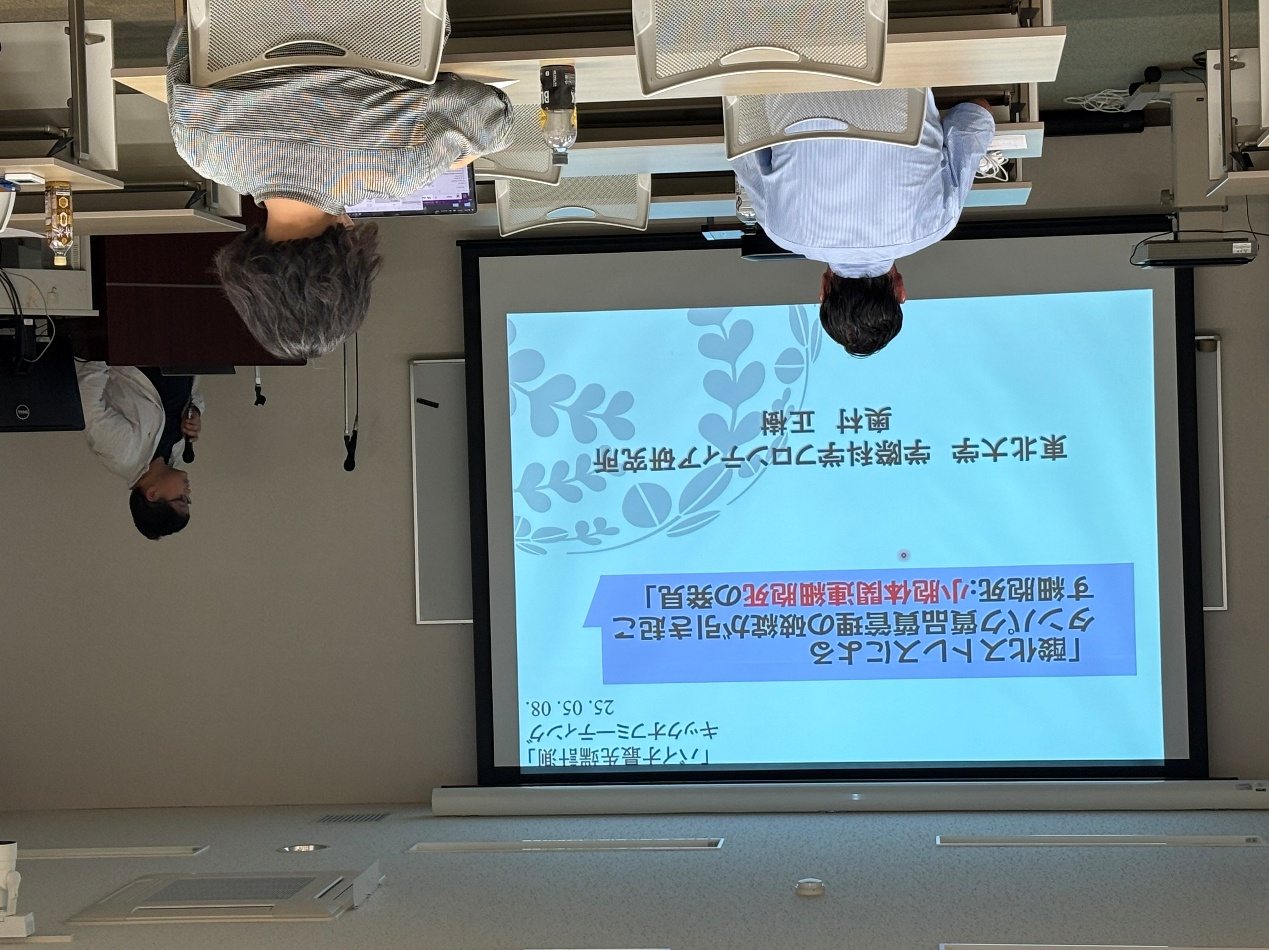 「バイオ最先端計測」
キックオフミーティング
25. 05. 08.
「酸化ストレスによる
タンパク質品質管理の破綻が引き起こ
す細胞死:小胞体関連細胞死の発見」
東北大学 学際科学フロンティア研究所
奥村 正樹
DELL